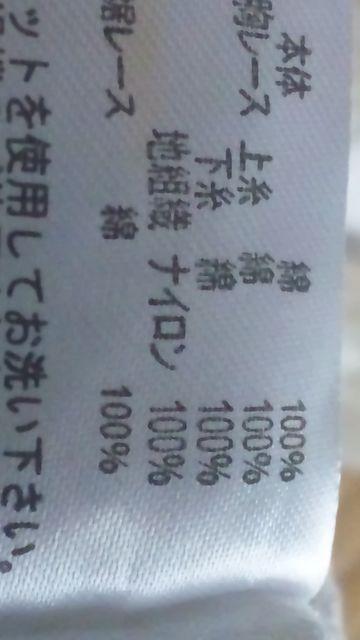 本体 綿 100%
胸レース 上糸 綿 100%
下糸 綿 100%
地組織 ナイロン 100%
裾レース 綿 100%
ットを使用してお洗い下さい。